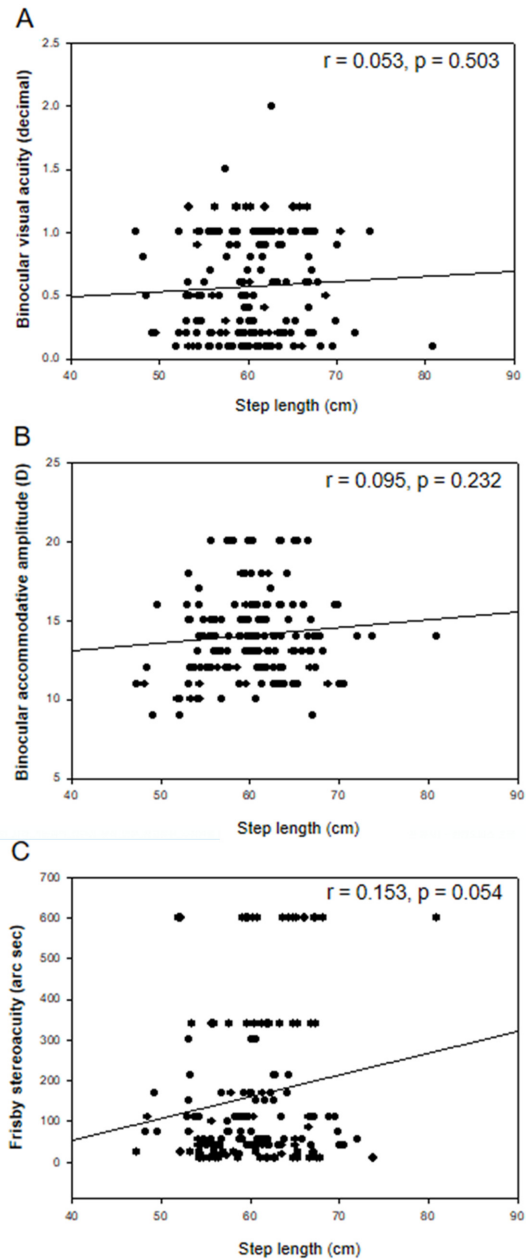 A
Binocular visual acuity (decimal)
r = 0.053, p = 0.503
2.5
2.0
1.5
1.0
0.5
0.0
40 50 60 70 80 90
Step length (cm)
B
Binocular accommodative amplitude (D)
r = 0.095, p = 0.232
25
20
15
10
5
40 50 60 70 80 90
Step length (cm)
C
Frisby stereoacuity (arc sec)
r = 0.153, p = 0.054
700
600
500
400
300
200
100
0
40 50 60 70 80 90
Step length (cm)